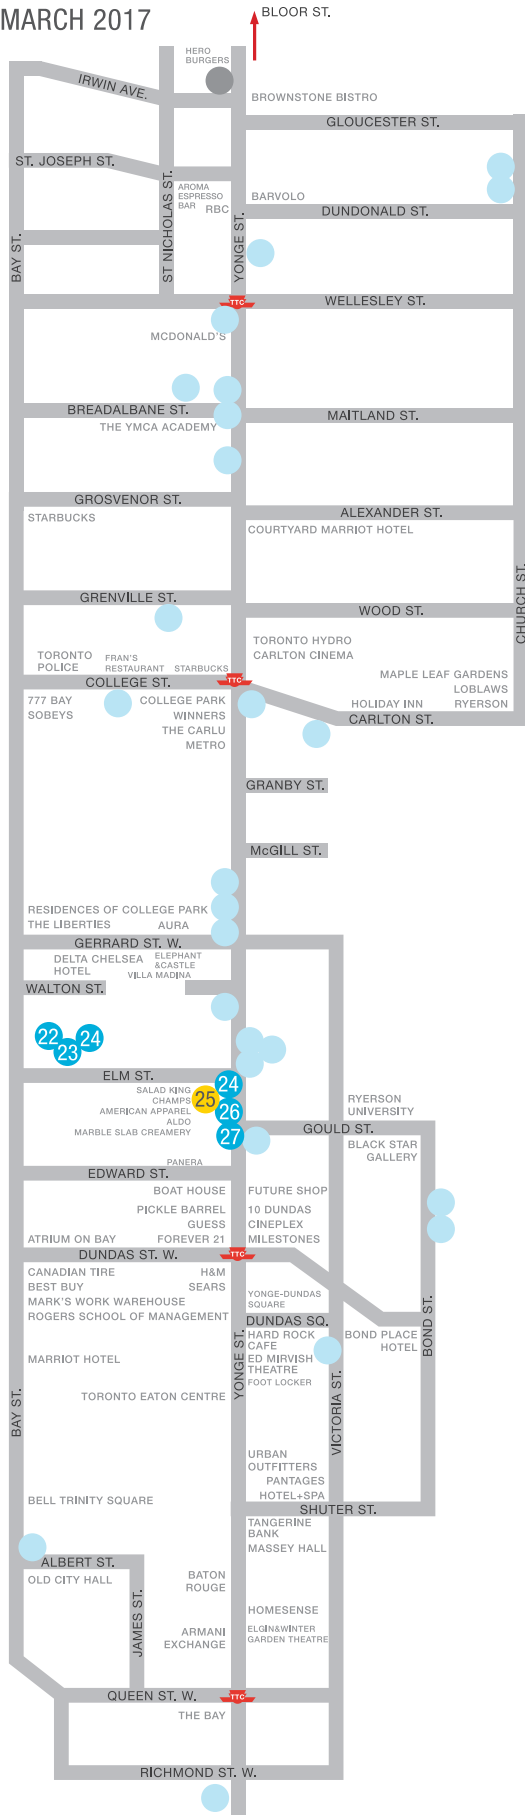 MARCH 2017
BLOOR ST.
HERO
BURGERS
IRWIN AVE.
BROWNSTONE BISTRO
GLOUCESTER ST.
ST. JOSEPH ST.
AROMA
ESPRESSO
BAR
RBC
BARVOLO
DUNDONALD ST.
BAY ST.
ST NICHOLAS ST.
YONGE ST.
TTC
WELLESLEY ST.
MCDONALD'S
BREADALBANE ST.
MAITLAND ST.
THE YMCA ACADEMY
GROSVENOR ST.
STARBUCKS
ALEXANDER ST.
COURTYARD MARRIOT HOTEL
CHURCH ST.
GRENVILLE ST.
WOOD ST.
TORONTO
POLICE
FRAN'S
RESTAURANT
STARBUCKS
TORONTO HYDRO
CARLTON CINEMA
COLLEGE ST.
TTC
MAPLE LEAF GARDENS
LOBLAWS
HOLIDAY INN
RYERSON
CARLTON ST.
777 BAY
SOBEYS
COLLEGE PARK
WINNERS
THE CARLU
METRO
GRANBY ST.
McGILL ST.
RESIDENCES OF COLLEGE PARK
THE LIBERTIES
AURA
GERRARD ST. W.
DELTA CHELSEA
HOTEL
ELEPHANT
&CASTLE
VILLA MADINA
WALTON ST.
22
23
24
ELM ST.
24
SALAD KING
CHAMPS
25
AMERICAN APPAREL
26
ALDO
MARBLE SLAB CREAMERY
27
RYERSON
UNIVERSITY
GOULD ST.
BLACK STAR
GALLERY
PANERA
EDWARD ST.
BOAT HOUSE
PICKLE BARREL
GUESS
ATRIUM ON BAY
FOREVER 21
FUTURE SHOP
10 DUNDAS
CINEPLEX
MILESTONES
DUNDAS ST. W.
TTC
CANADIAN TIRE
H&M
BEST BUY
SEARS
MARK'S WORK WAREHOUSE
ROGERS SCHOOL OF MANAGEMENT
YONGE-DUNDAS
SQUARE
DUNDAS SQ.
HARD ROCK
CAFE
ED MIRVISH
THEATRE
FOOT LOCKER
BOND PLACE
HOTEL
BOND ST.
MARRIOT HOTEL
TORONTO EATON CENTRE
YONGE ST.
VICTORIA ST.
BAY ST.
URBAN
OUTFITTERS
PANTAGES
HOTEL+SPA
BELL TRINITY SQUARE
SHUTER ST.
TANGERINE
BANK
MASSEY HALL
ALBERT ST.
OLD CITY HALL
BATON
ROUGE
JAMES ST.
HOMESENSE
ARMANI
EXCHANGE
ELGIN&WINTER
GARDEN THEATRE
QUEEN ST. W.
TTC
THE BAY
RICHMOND ST. W.